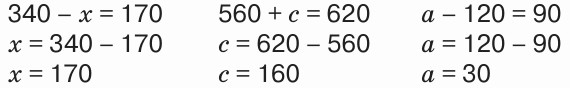 340 – x = 170
x = 340 – 170
x = 170
560 + c = 620
c = 620 – 560
c = 160
a – 120 = 90
a = 120 – 90
a = 30